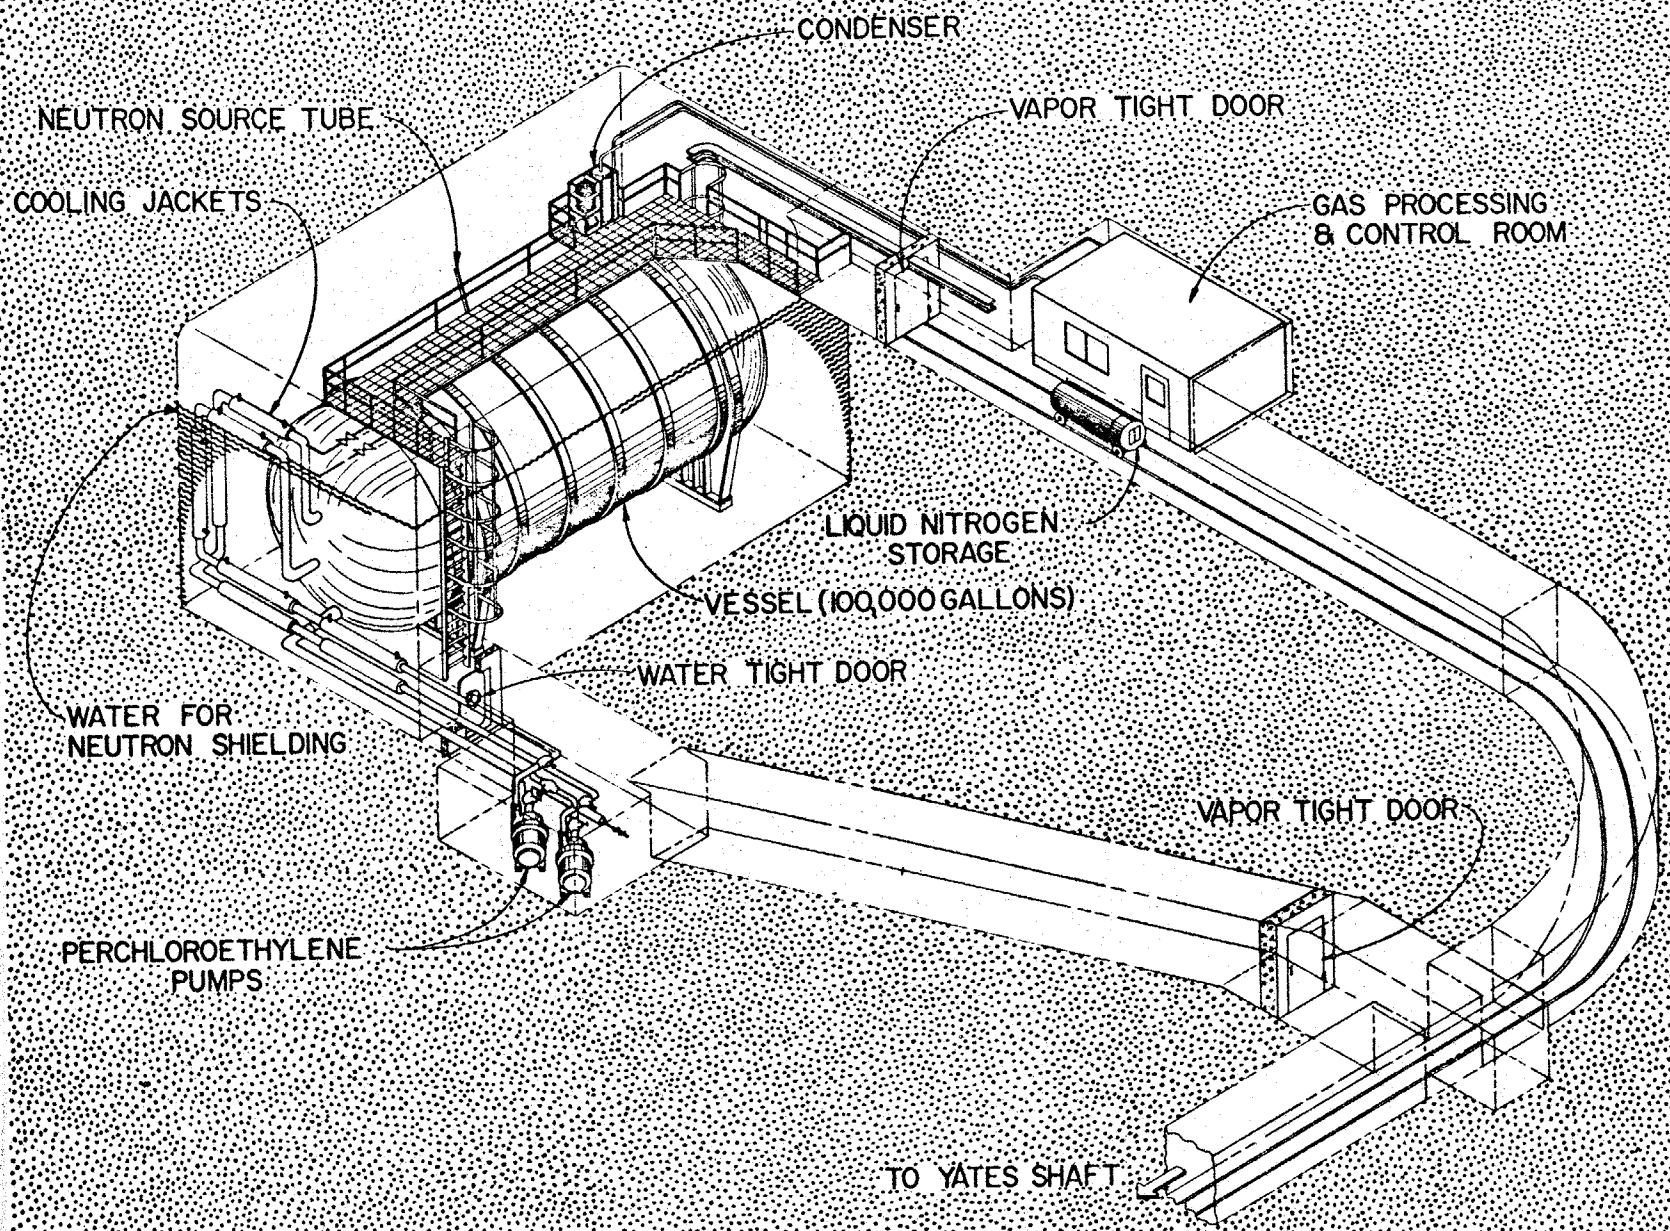 CONDENSER
NEUTRON SOURCE TUBE
VAPOR TIGHT DOOR
COOLING JACKETS
GAS PROCESSING
& CONTROL ROOM
LIQUID NITROGEN
STORAGE
VESSEL (100,000 GALLONS)
WATER TIGHT DOOR
WATER FOR
NEUTRON SHIELDING
VAPOR TIGHT DOOR
PERCHLOROETHYLENE
PUMPS
TO YATES SHAFT